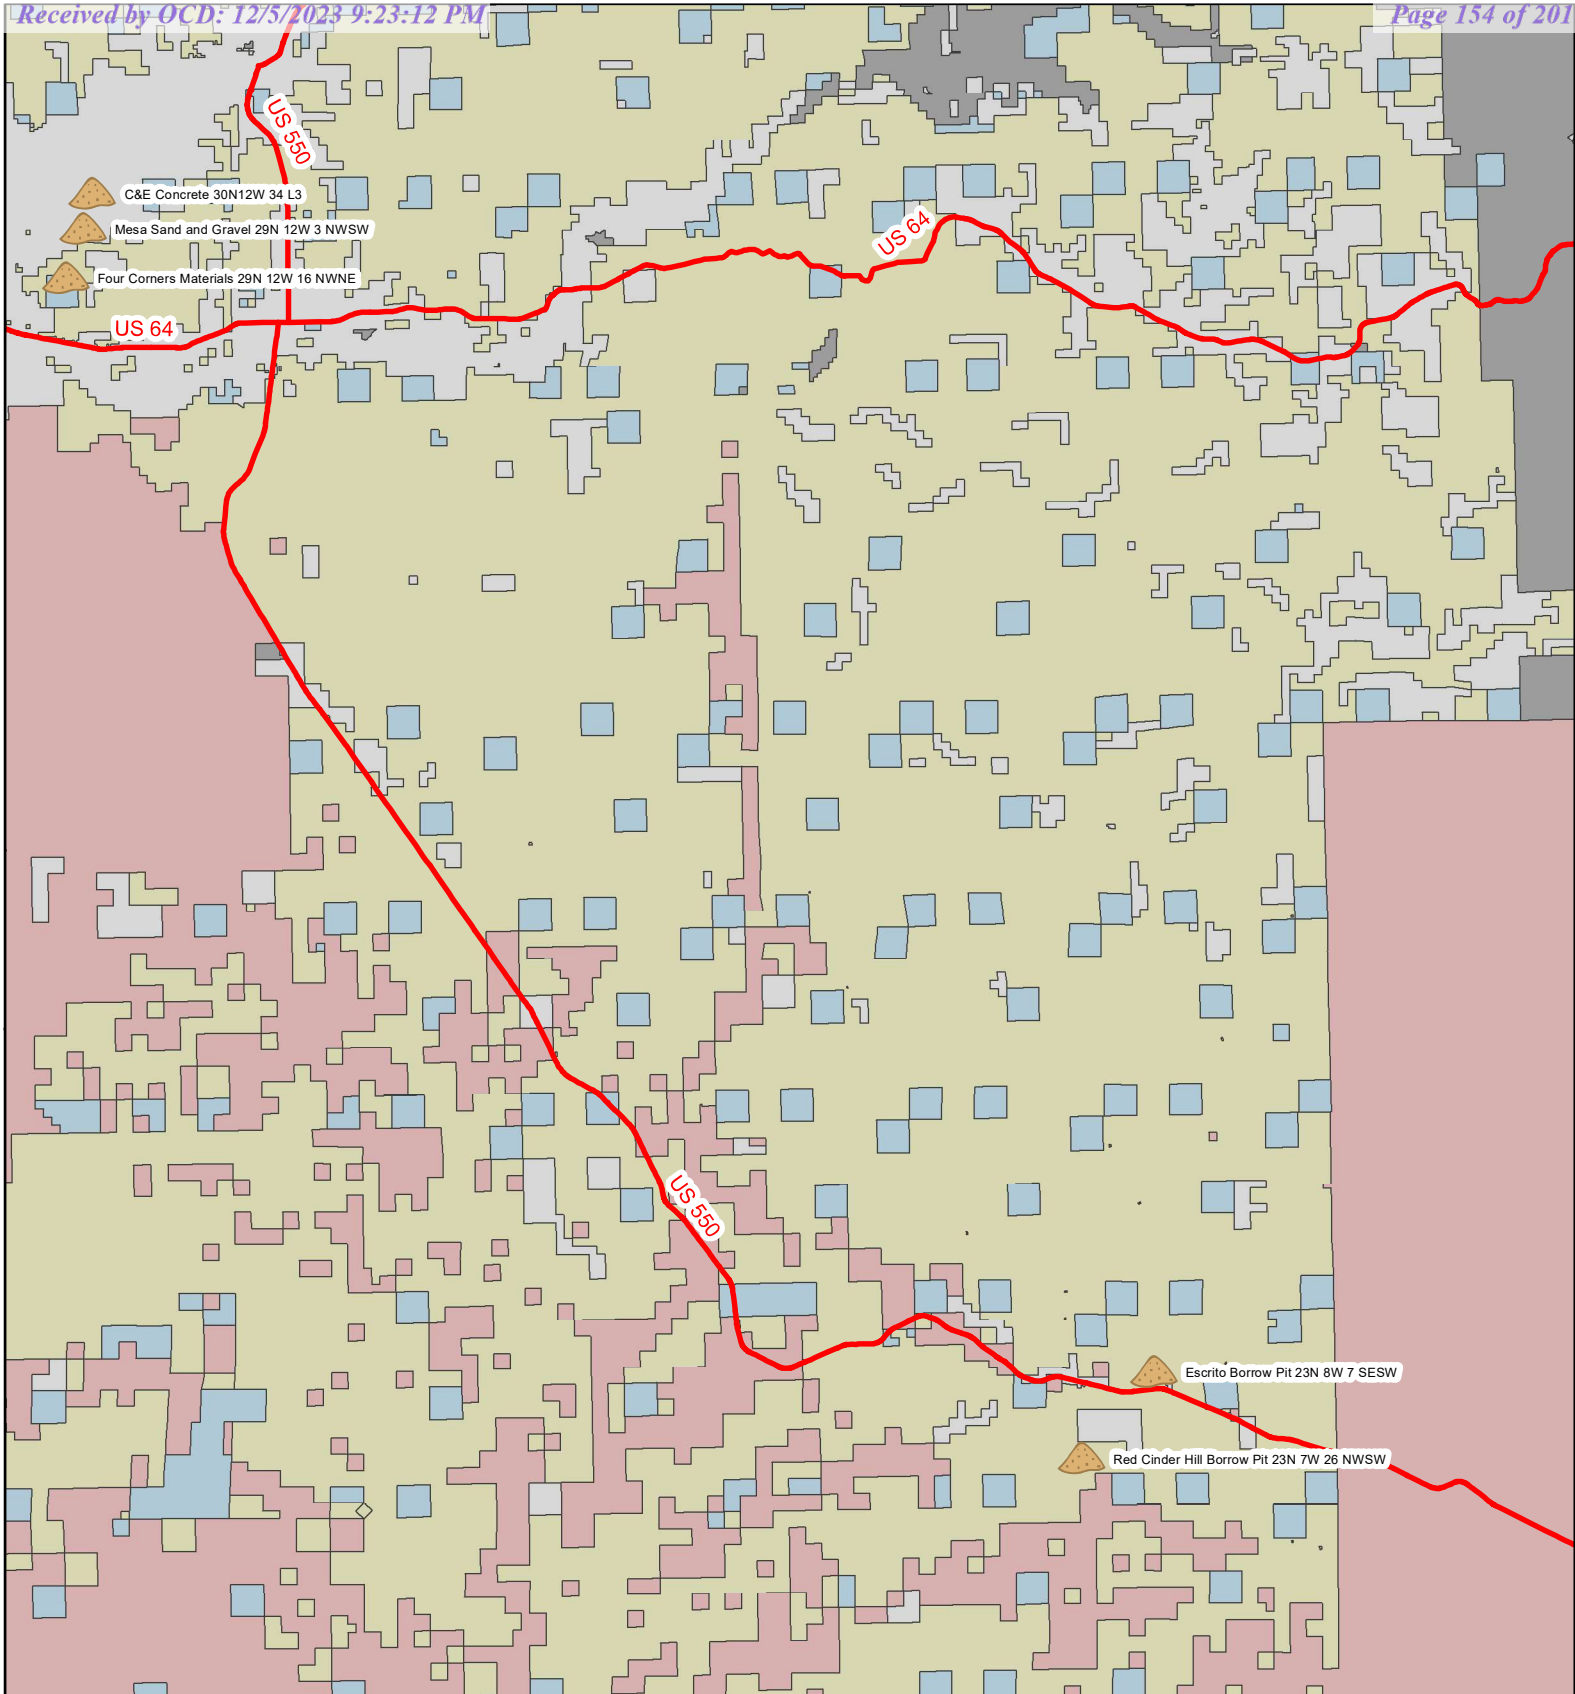 Received by OCD: 12/5/2023 9:23:12 PM
Page 154 of 201
US 550
C&E Concrete 30N12W 34 L3
Mesa Sand and Gravel 29N 12W 3 NWSW
US 64
Four Corners Materials 29N 12W 16 NWNE
US 64
US 550
Escrito Borrow Pit 23N 8W 7 SESW
Red Cinder Hill Borrow Pit 23N 7W 26 NWSW